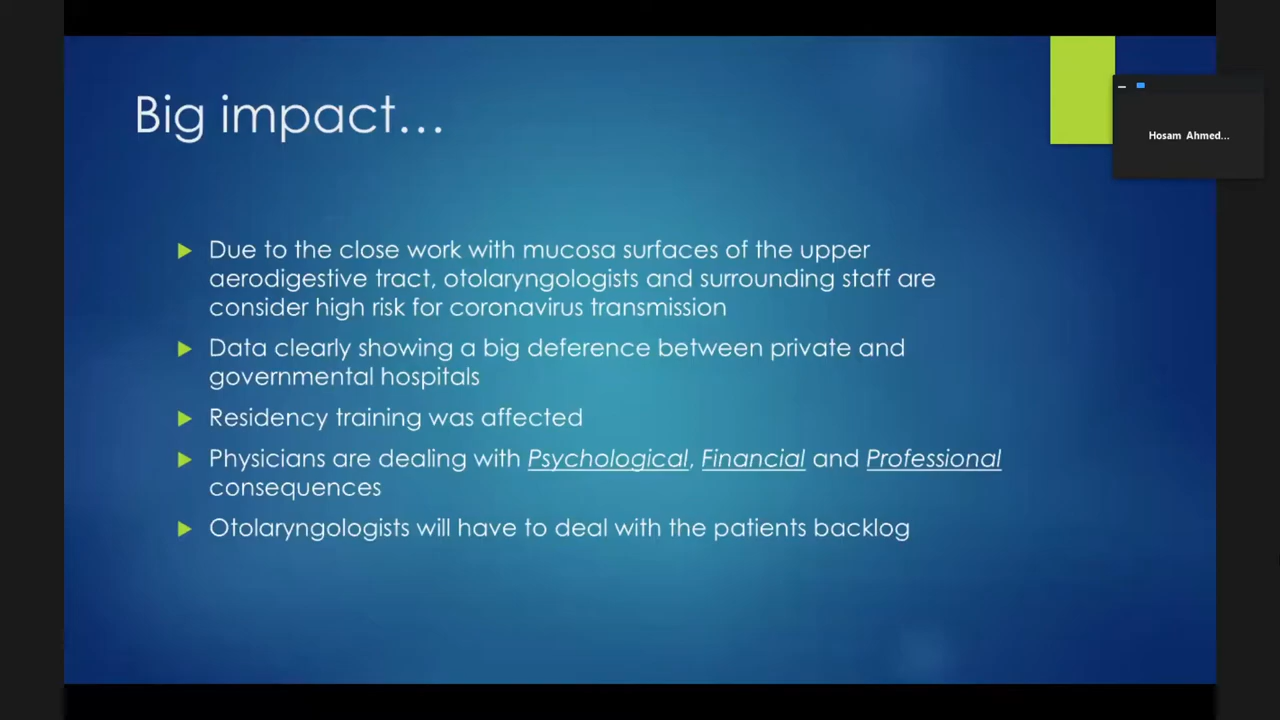 Big impact...
Hosam Ahmed...
Due to the close work with mucosa surfaces of the upper
aerodigestive tract, otolaryngologists and surrounding staff are
consider high risk for coronavirus transmission
Data clearly showing a big deference between private and
governmental hospitals
Residency training was affected
Physicians are dealing with Psychological, Financial and Professional
consequences
Otolaryngologists will have to deal with the patients backlog